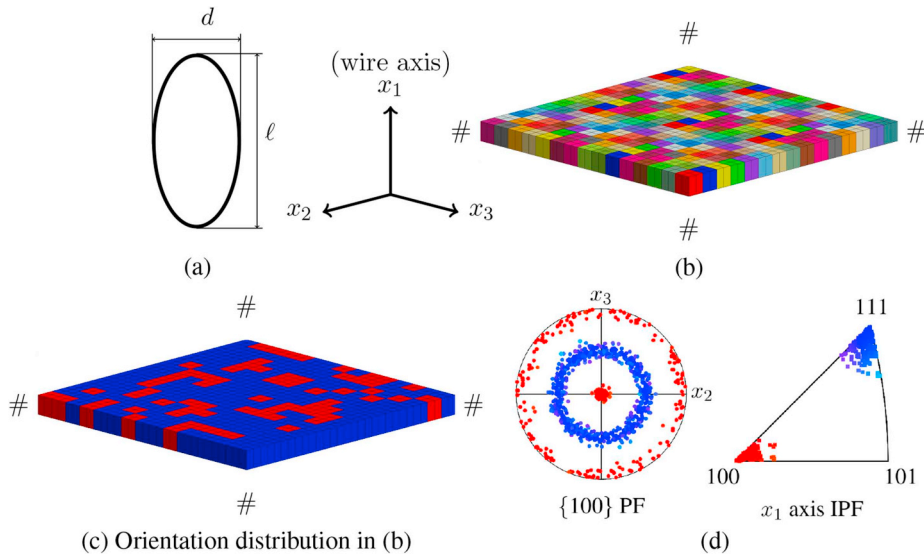 d
ℓ
(wire axis)
x₁
x₂
x₃
(a)
#
#
#
#
(b)
#
#
#
#
(c) Orientation distribution in (b)
x₃
x₂
{100} PF
111
100
101
x₁ axis IPF
(d)